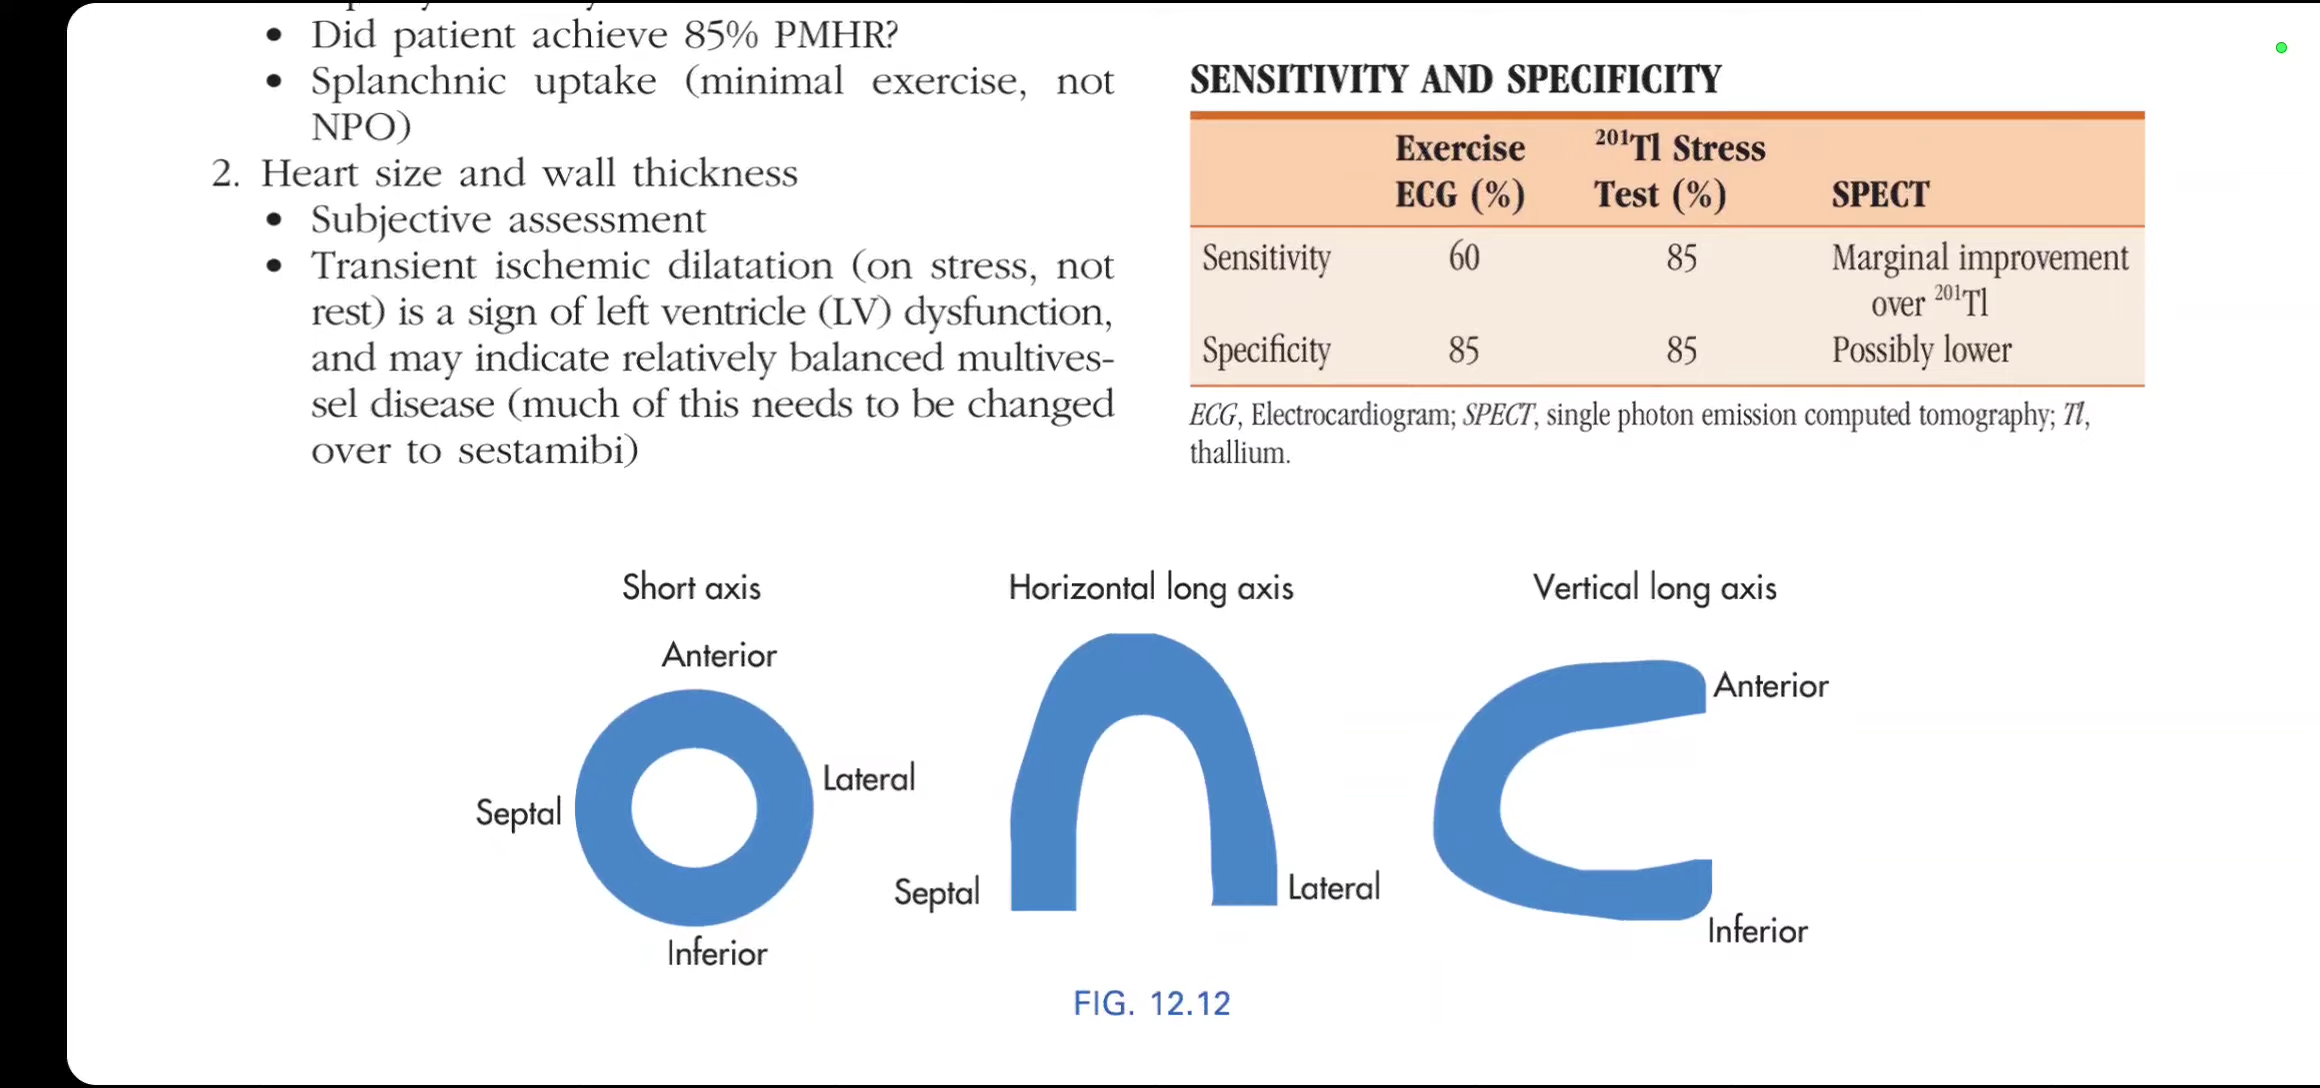 • Did patient achieve 85% PMHR?
• Splanchnic uptake (minimal exercise, not
NPO)
2. Heart size and wall thickness
• Subjective assessment
• Transient ischemic dilatation (on stress, not
rest) is a sign of left ventricle (LV) dysfunction,
and may indicate relatively balanced multives-
sel disease (much of this needs to be changed
over to sestamibi)
SENSITIVITY AND SPECIFICITY
Exercise ²⁰¹Tl Stress
ECG (%) Test (%) SPECT
Sensitivity 60 85 Marginal improvement
over ²⁰¹Tl
Specificity 85 85 Possibly lower
ECG, Electrocardiogram; SPECT, single photon emission computed tomography; Tl,
thallium.
Short axis Horizontal long axis Vertical long axis
Anterior
Anterior
Lateral
Septal
Septal
Lateral
Inferior
Inferior
FIG. 12.12